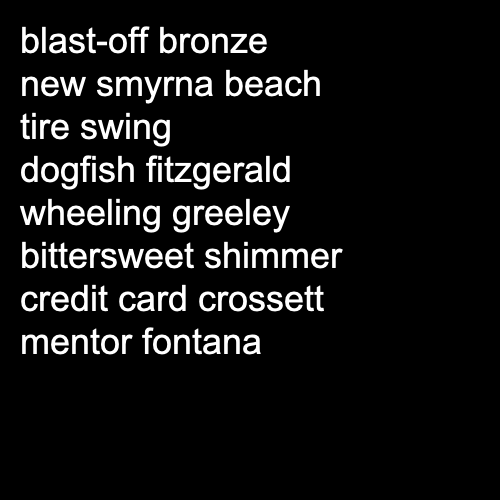 blast-off bronze
new smyrna beach
tire swing
dogfish fitzgerald
wheeling greeley
bittersweet shimmer
credit card crossett
mentor fontana